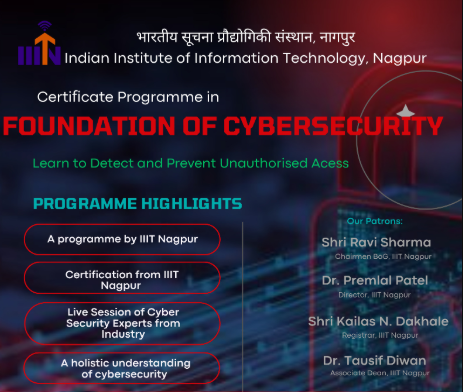 भारतीय सूचना प्रौद्योगिकी संस्थान, नागपुर
IIITN
Indian Institute of Information Technology, Nagpur
Certificate Programme in
FOUNDATION OF CYBERSECURITY
Learn to Detect and Prevent Unauthorised Acess
PROGRAMME HIGHLIGHTS
A programme by IIIT Nagpur
Certification from IIIT
Nagpur
Live Session of Cyber
Security Experts from
Industry
A holistic understanding
of cybersecurity
Our Patrons:
Shri Ravi Sharma
Chairmen BoG, IIIT Nagpur
Dr. Premlal Patel
Director, IIIT Nagpur
Shri Kailas N. Dakhale
Registrar, IIIT Nagpur
Dr. Tausif Diwan
Associate Dean, IIIT Nagpur